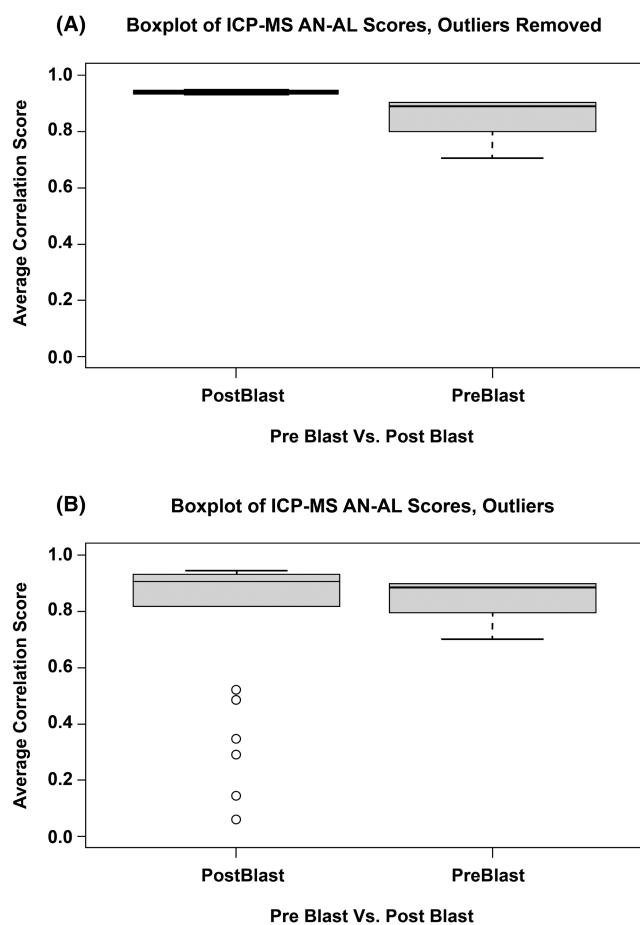 (A) Boxplot of ICP-MS AN-AL Scores, Outliers Removed
Average Correlation Score
1.0
0.8
0.6
0.4
0.2
0.0
PostBlast PreBlast
Pre Blast Vs. Post Blast
(B) Boxplot of ICP-MS AN-AL Scores, Outliers
Average Correlation Score
1.0
0.8
0.6
0.4
0.2
0.0
PostBlast PreBlast
Pre Blast Vs. Post Blast